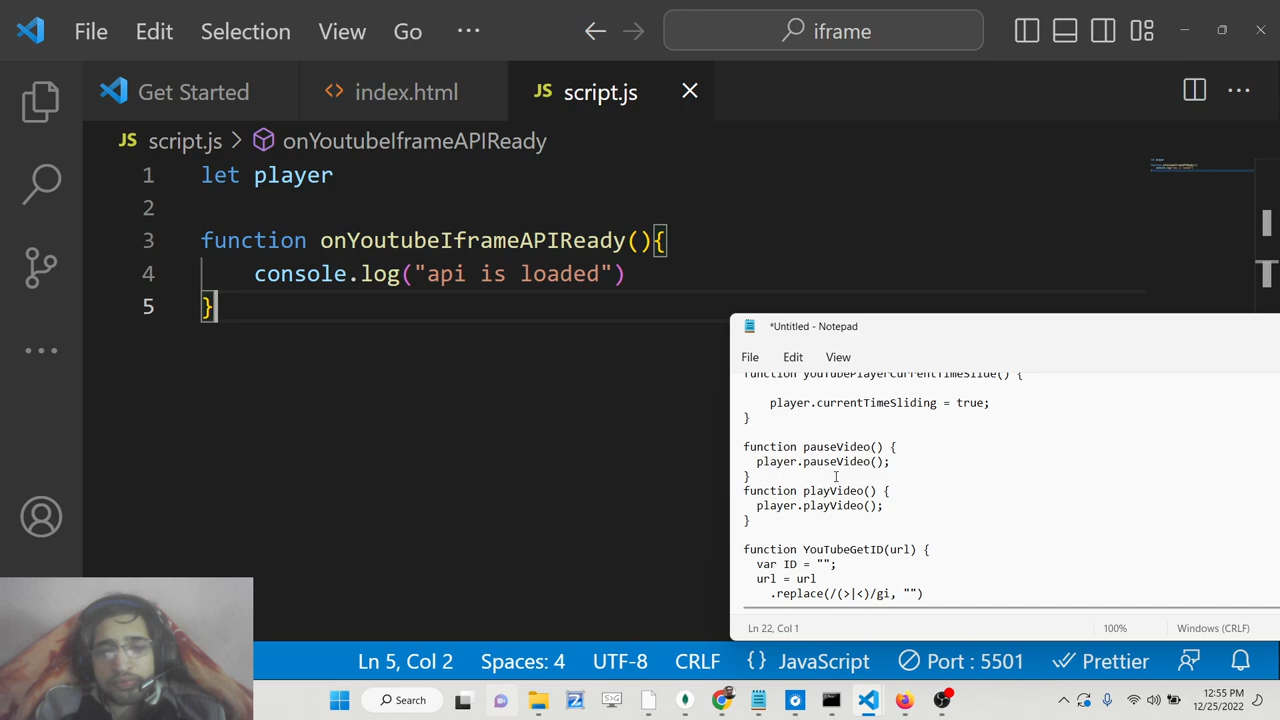 File Edit Selection View Go ··· iframe
Get Started index.html JS script.js
JS script.js > onYoutubeIframeAPIReady
1 let player
2
3 function onYoutubeIframeAPIReady(){
4 console.log("api is loaded")
5 }
*Untitled - Notepad
File Edit View
function youTubePlayerCurrentTimeSlide() {
player.currentTimeSliding = true;
}
function pauseVideo() {
player.pauseVideo();
}
function playVideo() {
player.playVideo();
}
function YouTubeGetID(url) {
var ID = "";
url = url
.replace(/(>|<)/gi, "")
Ln 22, Col 1 100% Windows (CRLF)
Ln 5, Col 2 Spaces: 4 UTF-8 CRLF {} JavaScript Port : 5501 Prettier
Search
12:55 PM
12/25/2022